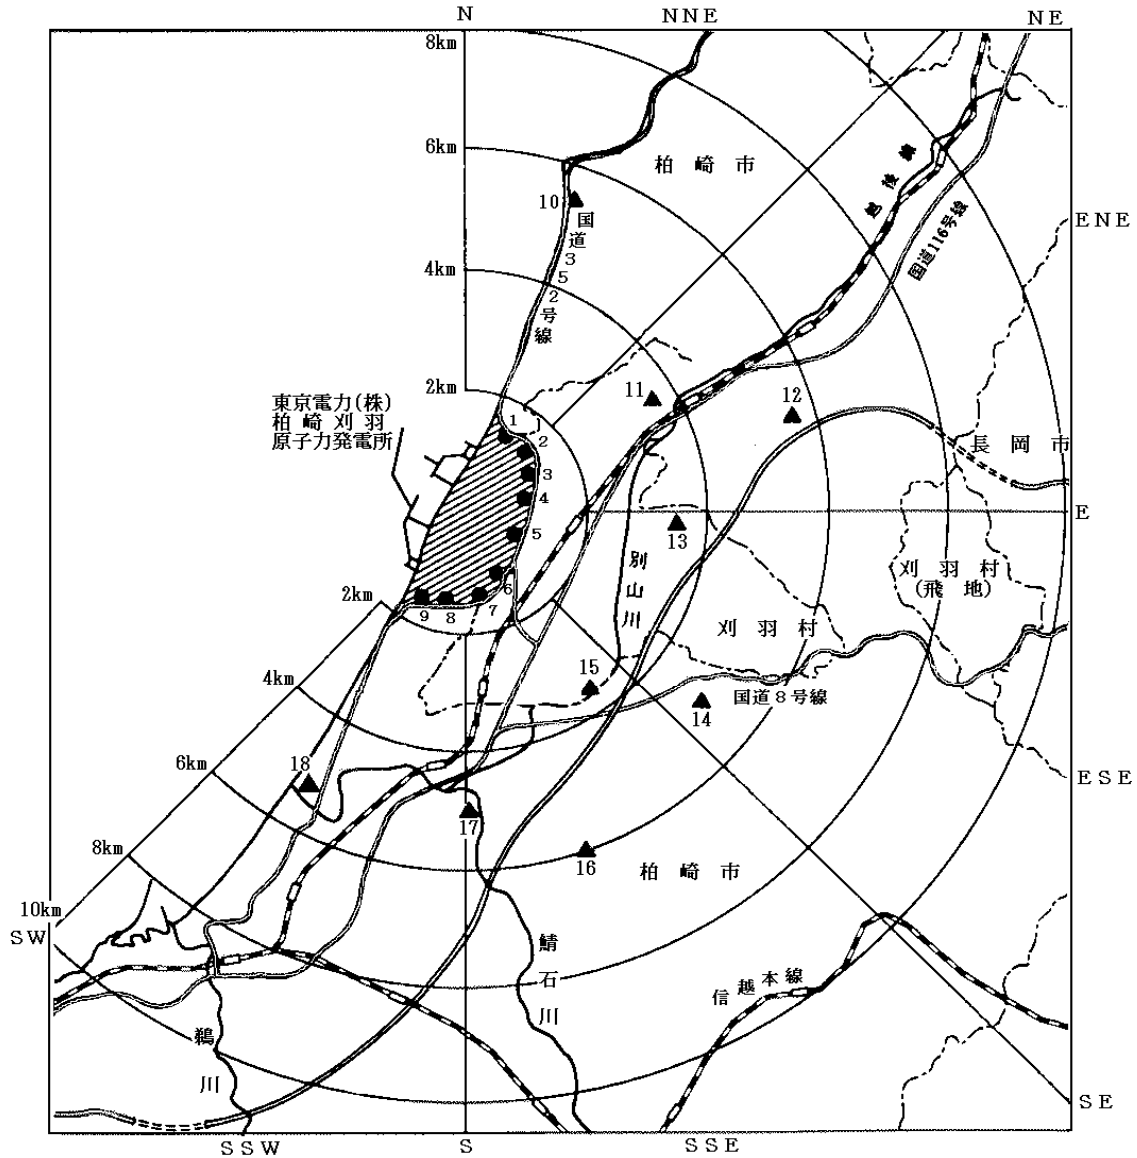 N
NNE
NE
8km
6km
柏崎市
越後線
10
国道352号線
ENE
国道116号線
4km
2km
11
12
東京電力(株)
柏崎刈羽
原子力発電所
1
2
3
4
5
6
7
8
9
長岡市
E
13
別山川
刈羽村
(飛地)
2km
刈羽村
15
4km
国道8号線
14
6km
18
ESE
17
8km
16
柏崎市
10km
SW
鯖石川
信越本線
鵜川
SE
SSW
S
SSE